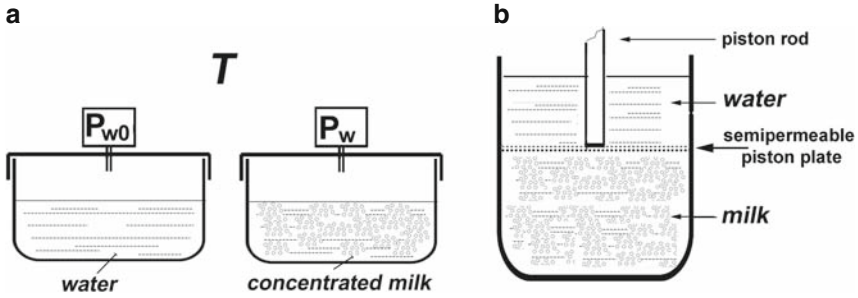 a
T
Pw0
Pw
water
concentrated milk
b
piston rod
water
semipermeable
piston plate
milk